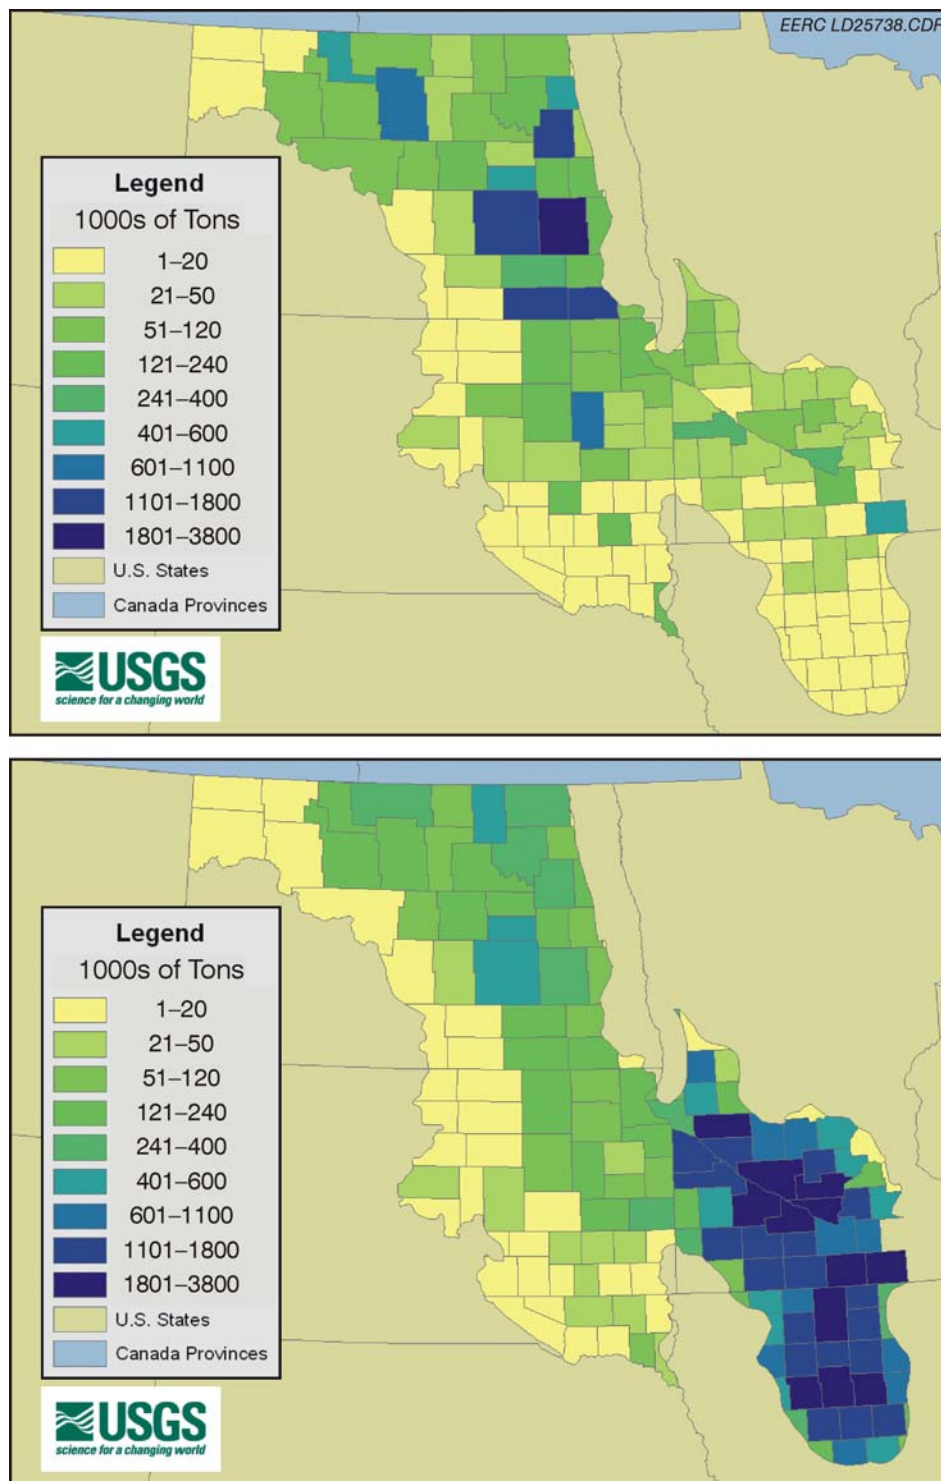 EERC LD25738.CDR
Legend
1000s of Tons
1–20
21–50
51–120
121–240
241–400
401–600
601–1100
1101–1800
1801–3800
U.S. States
Canada Provinces
USGS
science for a changing world
Legend
1000s of Tons
1–20
21–50
51–120
121–240
241–400
401–600
601–1100
1101–1800
1801–3800
U.S. States
Canada Provinces
USGS
science for a changing world